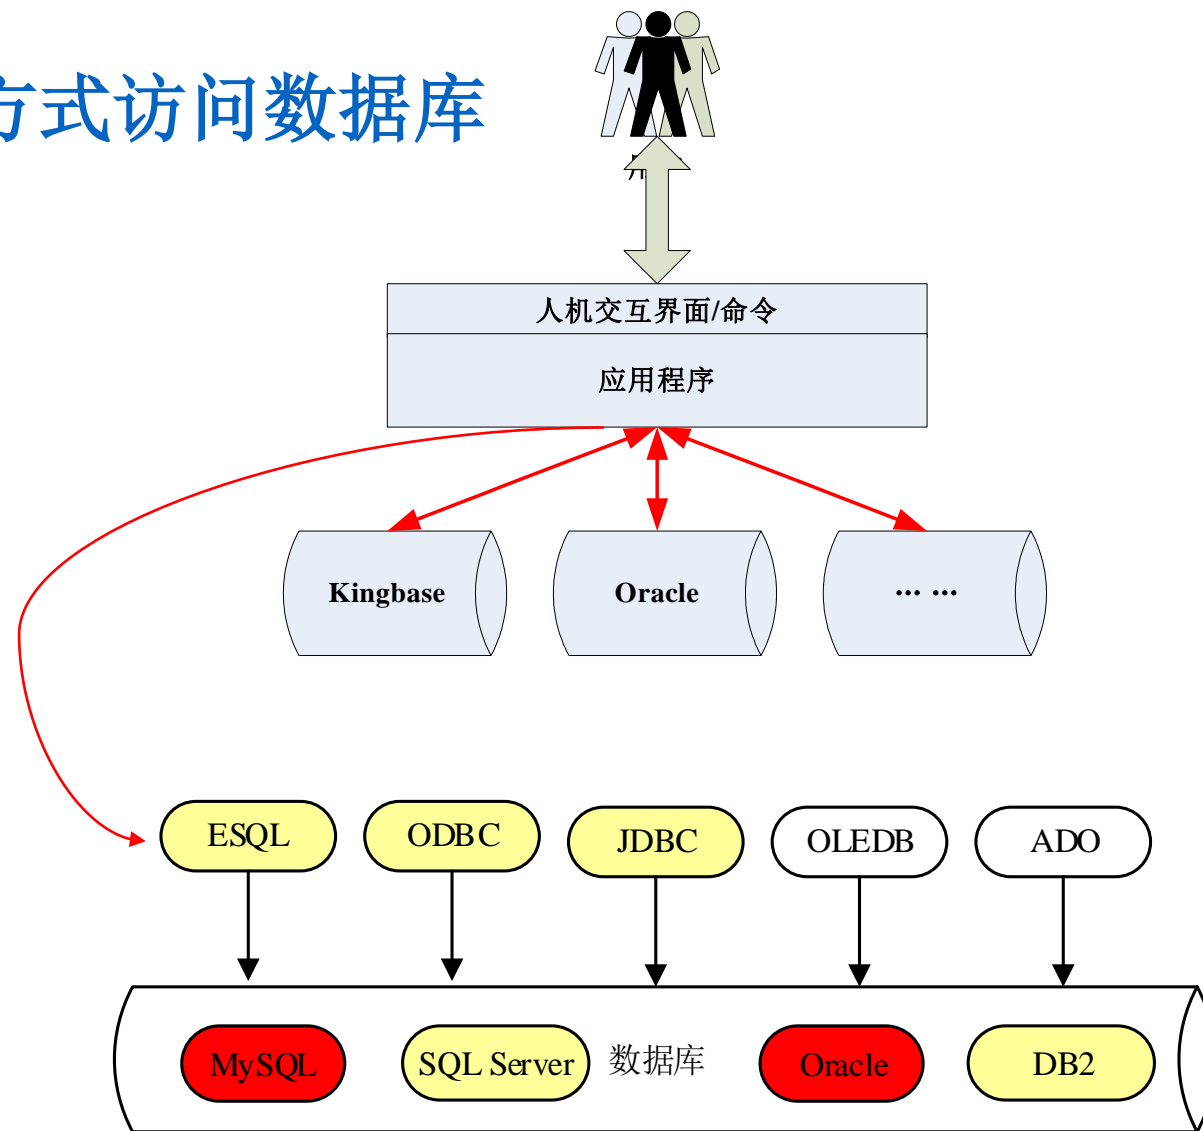 方式访问数据库
人机交互界面/命令
应用程序
Kingbase
Oracle
... ...
ESQL
ODBC
JDBC
OLEDB
ADO
MySQL
SQL Server
数据库
Oracle
DB2